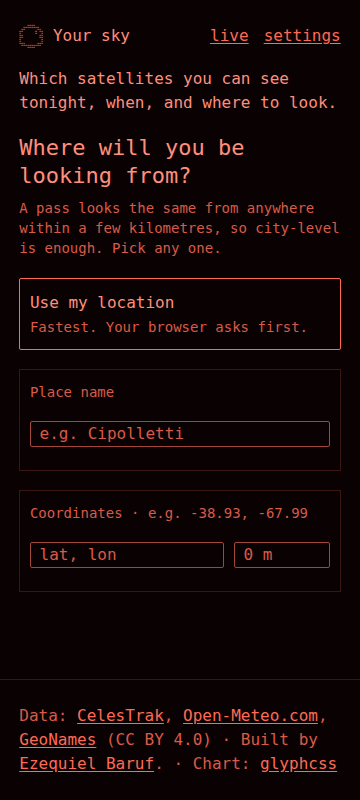 Your sky live settings
Which satellites you can see
tonight, when, and where to look.
Where will you be
looking from?
A pass looks the same from anywhere
within a few kilometres, so city-level
is enough. Pick any one.
Use my location
Fastest. Your browser asks first.
Place name
e.g. Cipolletti
Coordinates · e.g. -38.93, -67.99
lat, lon 0 m
Data: CelesTrak, Open-Meteo.com,
GeoNames (CC BY 4.0) · Built by
Ezequiel Baruf. · Chart: glyphcss